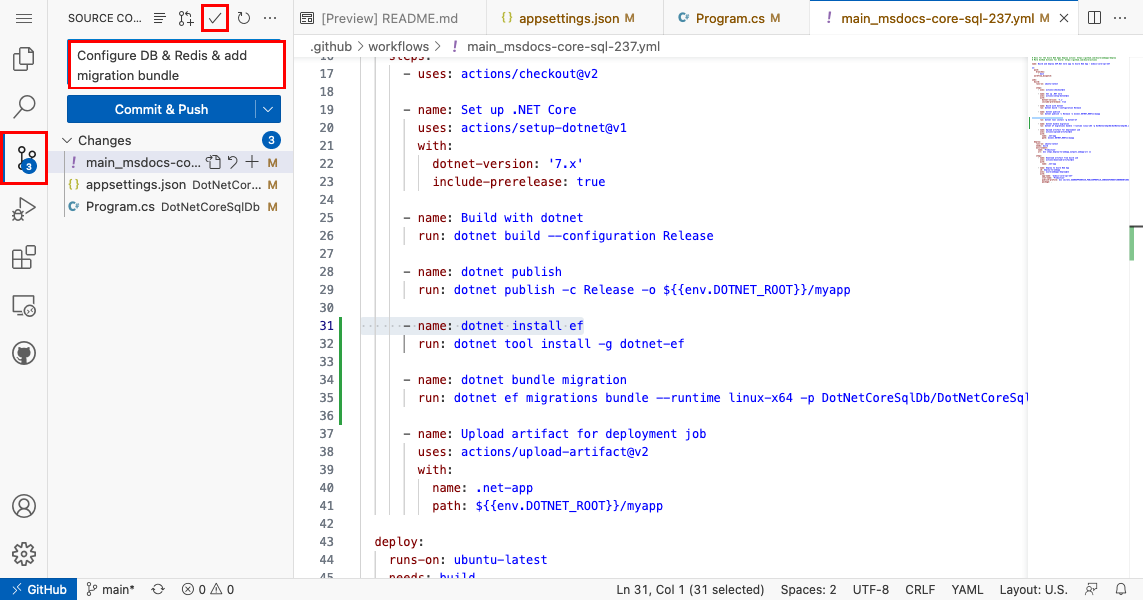 SOURCE CO...
Configure DB & Redis & add
migration bundle
Commit & Push
Changes 3
! main_msdocs-co... M
{} appsettings.json DotNetCor... M
Program.cs DotNetCoreSqlDb M
3
[Preview] README.md
{} appsettings.json M
Program.cs M
! main_msdocs-core-sql-237.yml M
.github > workflows > ! main_msdocs-core-sql-237.yml
17 - uses: actions/checkout@v2
18
19 - name: Set up .NET Core
20 uses: actions/setup-dotnet@v1
21 with:
22 dotnet-version: '7.x'
23 include-prerelease: true
24
25 - name: Build with dotnet
26 run: dotnet build --configuration Release
27
28 - name: dotnet publish
29 run: dotnet publish -c Release -o ${{env.DOTNET_ROOT}}/myapp
30
31 - name: dotnet install ef
32 run: dotnet tool install -g dotnet-ef
33
34 - name: dotnet bundle migration
35 run: dotnet ef migrations bundle --runtime linux-x64 -p DotNetCoreSqlDb/DotNetCoreSql
36
37 - name: Upload artifact for deployment job
38 uses: actions/upload-artifact@v2
39 with:
40 name: .net-app
41 path: ${{env.DOTNET_ROOT}}/myapp
42
43 deploy:
44 runs-on: ubuntu-latest
45 needs: build
GitHub main* 0 0 Ln 31, Col 1 (31 selected) Spaces: 2 UTF-8 CRLF YAML Layout: U.S.